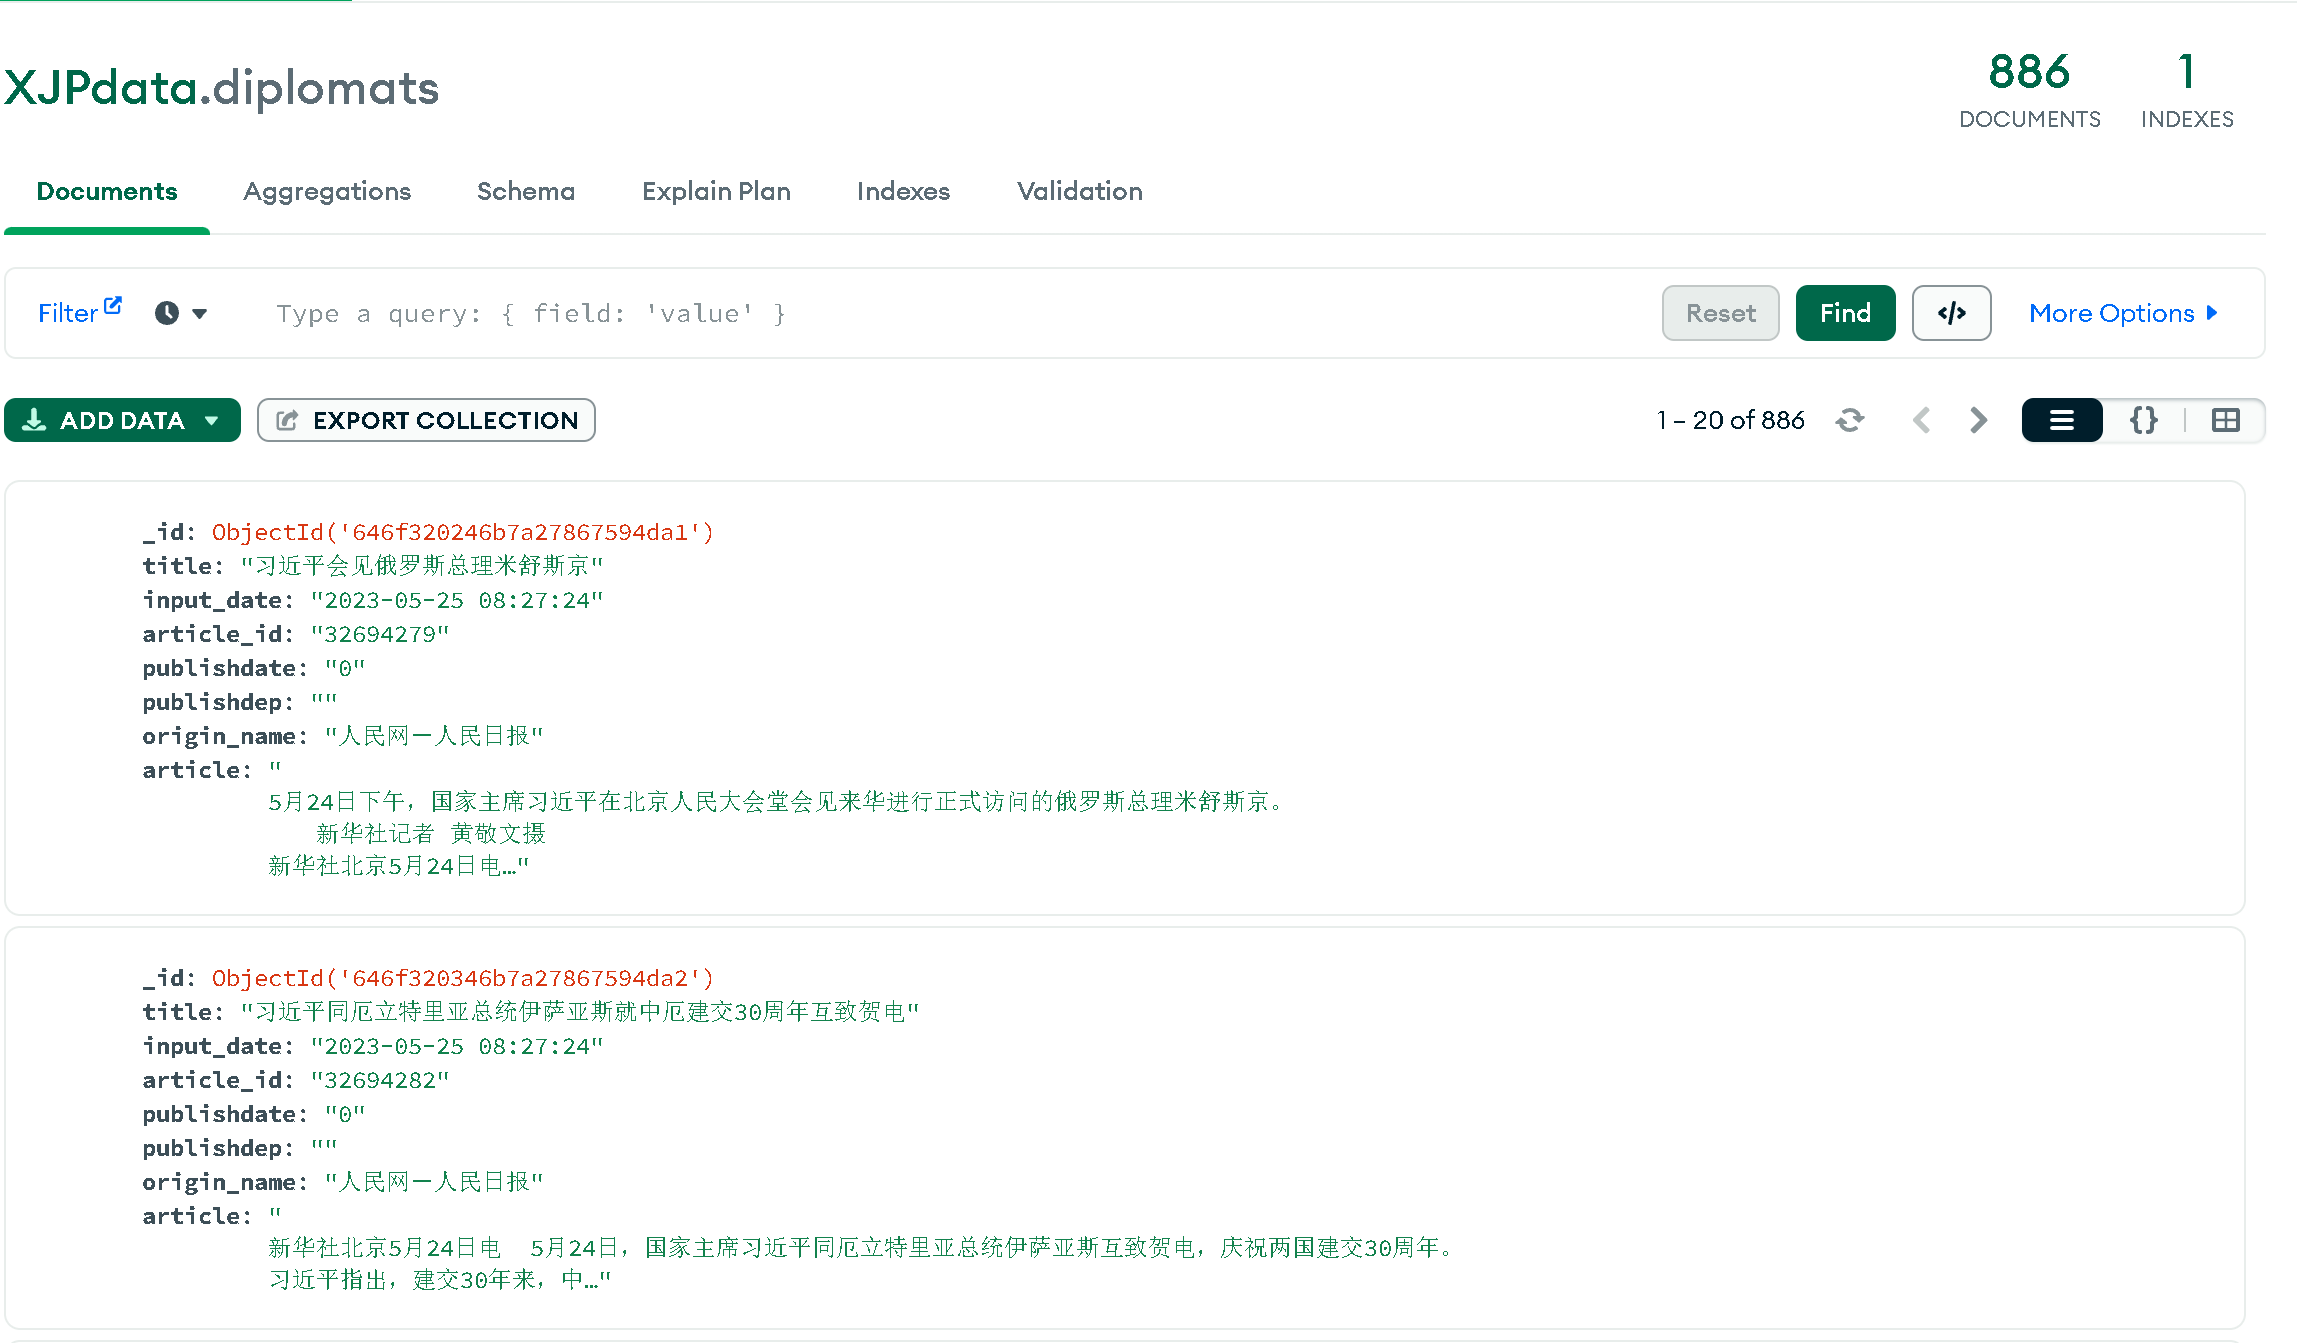 XJPdata.diplomats
886
DOCUMENTS
1
INDEXES
Documents
Aggregations
Schema
Explain Plan
Indexes
Validation
Filter
Type a query: { field: 'value' }
Reset
Find
</>
More Options
ADD DATA
EXPORT COLLECTION
1 – 20 of 886
{}
_id: ObjectId('646f320246b7a27867594da1')
title: "习近平会见俄罗斯总理米舒斯京"
input_date: "2023-05-25 08:27:24"
article_id: "32694279"
publishdate: "0"
publishdep: ""
origin_name: "人民网－人民日报"
article: "
5月24日下午，国家主席习近平在北京人民大会堂会见来华进行正式访问的俄罗斯总理米舒斯京。
新华社记者 黄敬文摄
新华社北京5月24日电…"
_id: ObjectId('646f320346b7a27867594da2')
title: "习近平同厄立特里亚总统伊萨亚斯就中厄建交30周年互致贺电"
input_date: "2023-05-25 08:27:24"
article_id: "32694282"
publishdate: "0"
publishdep: ""
origin_name: "人民网－人民日报"
article: "
新华社北京5月24日电  5月24日，国家主席习近平同厄立特里亚总统伊萨亚斯互致贺电，庆祝两国建交30周年。
习近平指出，建交30年来，中…"